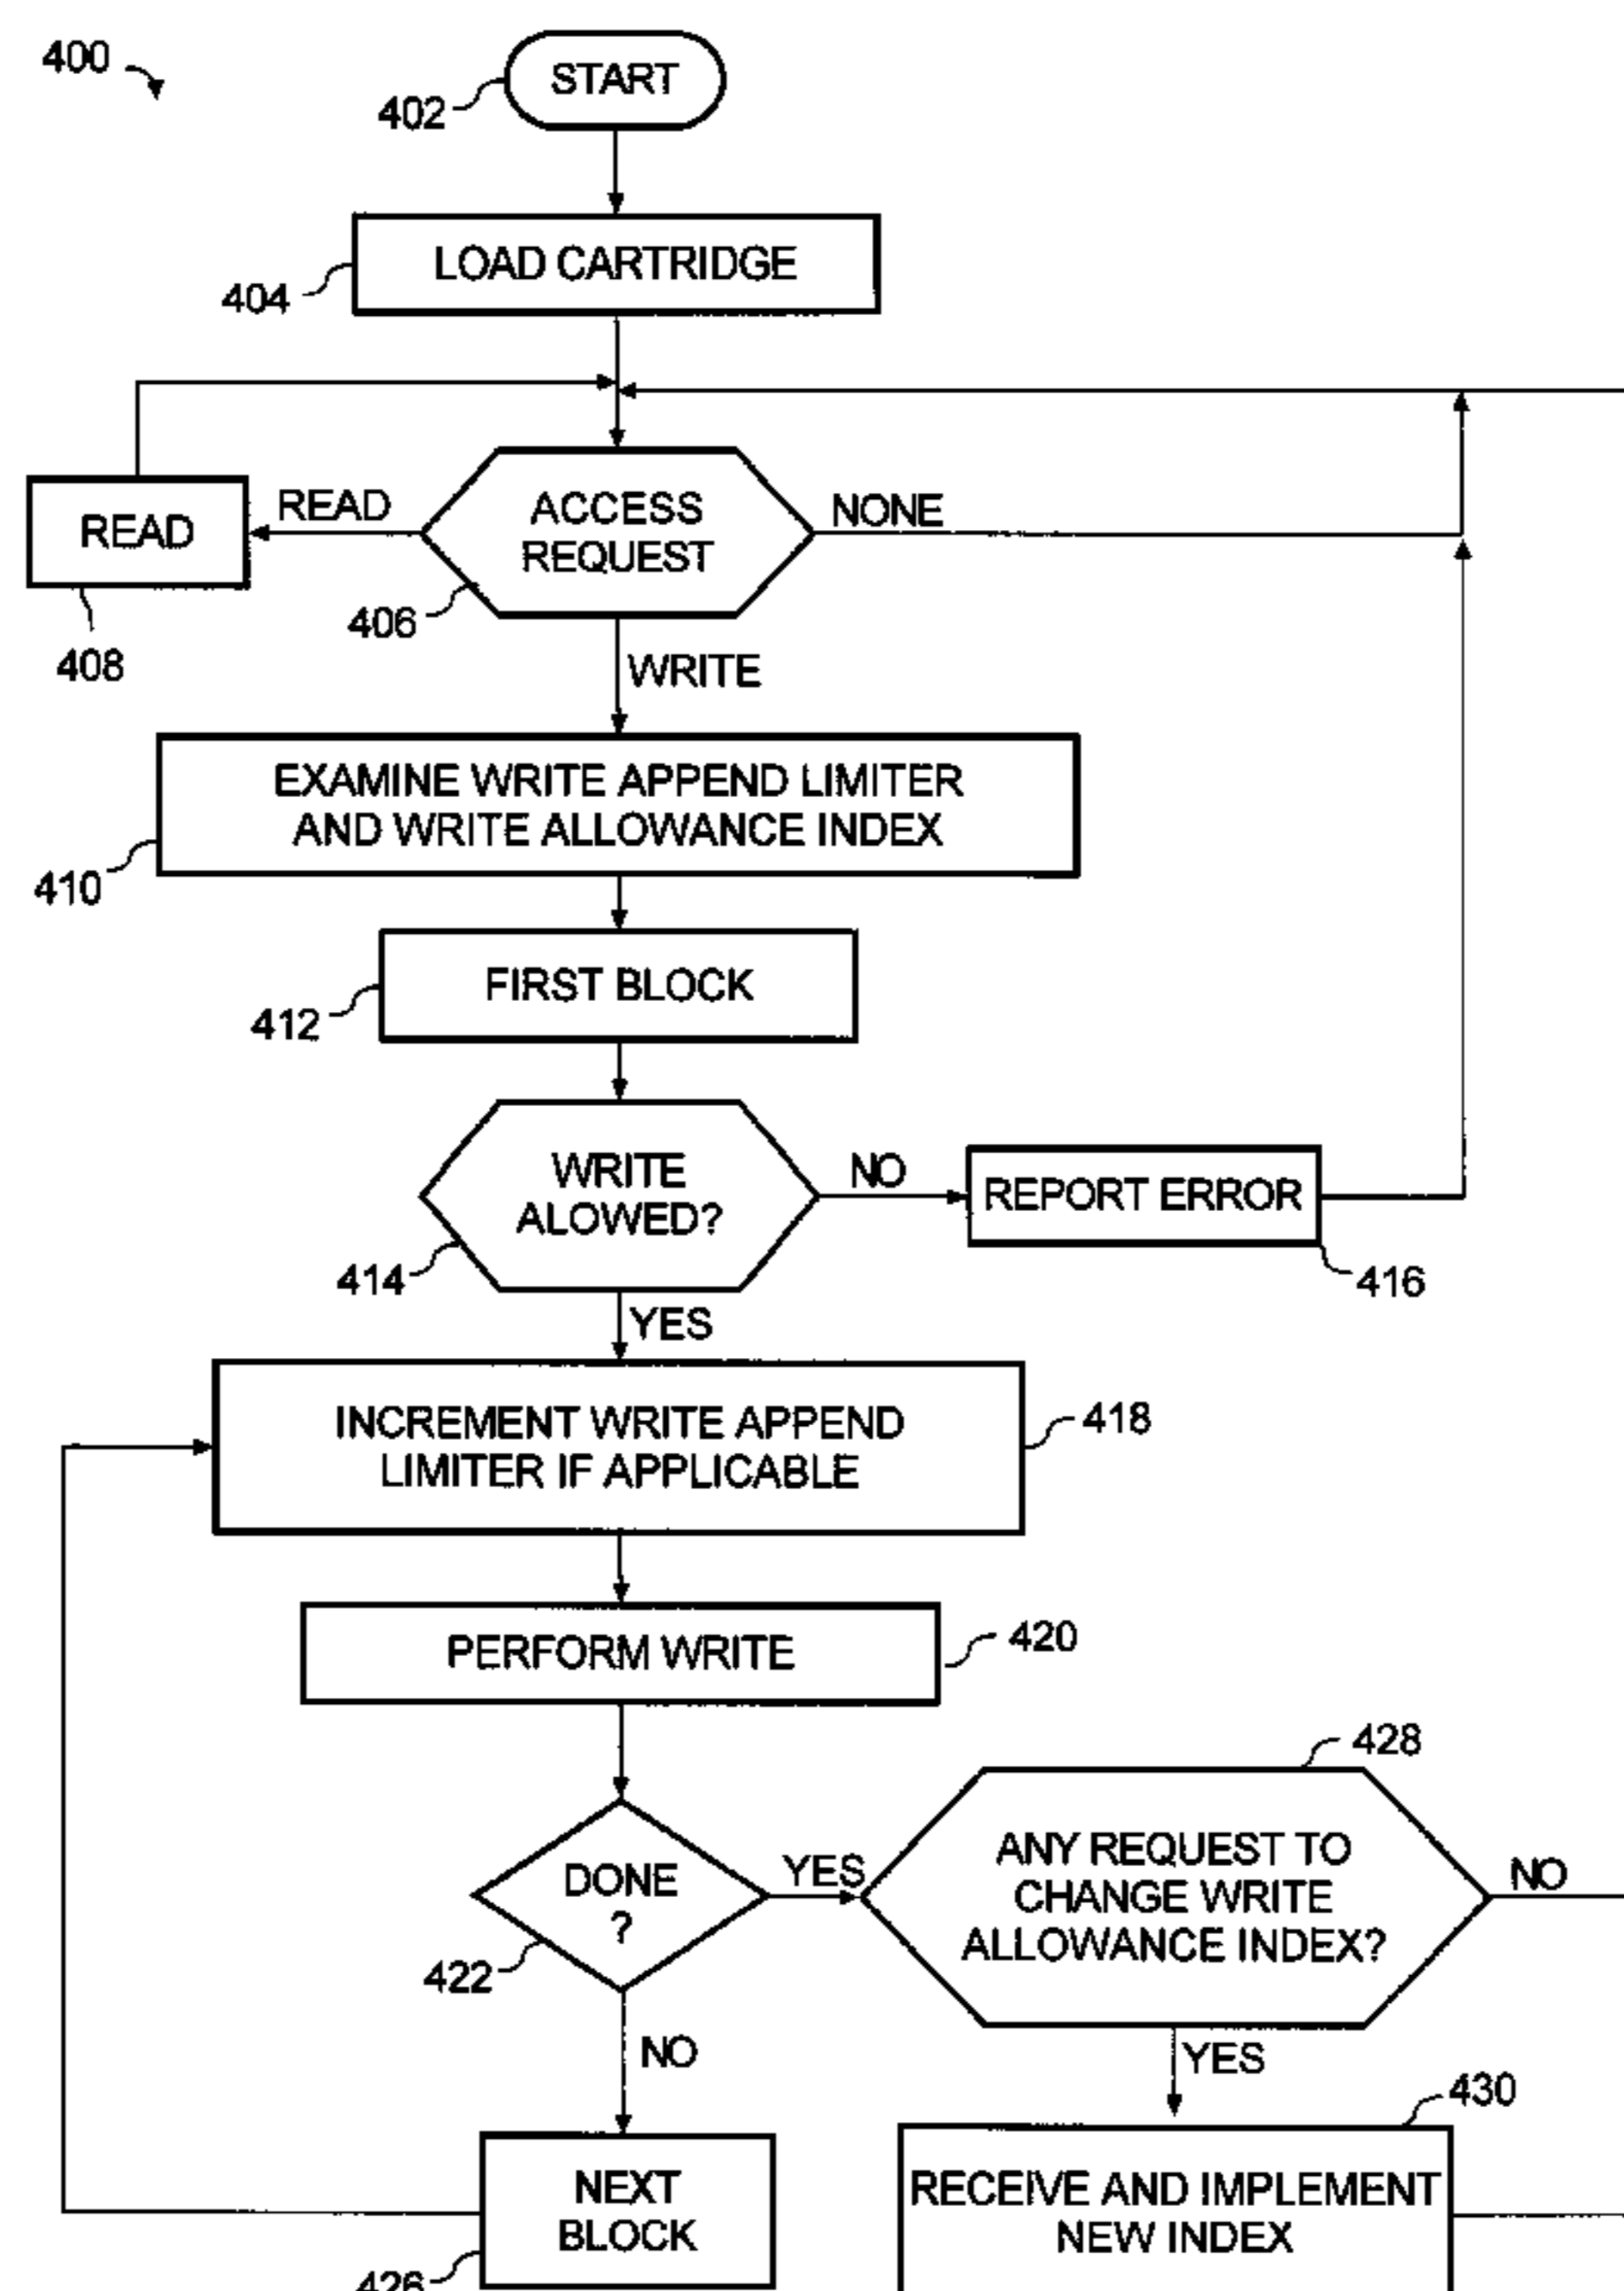 400
START
402
LOAD CARTRIDGE
404
READ
READ
ACCESS
REQUEST
NONE
406
408
WRITE
EXAMINE WRITE APPEND LIMITER
AND WRITE ALLOWANCE INDEX
410
FIRST BLOCK
412
WRITE
ALOWED?
NO
REPORT ERROR
414
416
YES
INCREMENT WRITE APPEND
LIMITER IF APPLICABLE
418
PERFORM WRITE
420
428
DONE
?
YES
ANY REQUEST TO
CHANGE WRITE
ALLOWANCE INDEX?
NO
422
NO
YES
430
NEXT
BLOCK
RECEIVE AND IMPLEMENT
NEW INDEX
426